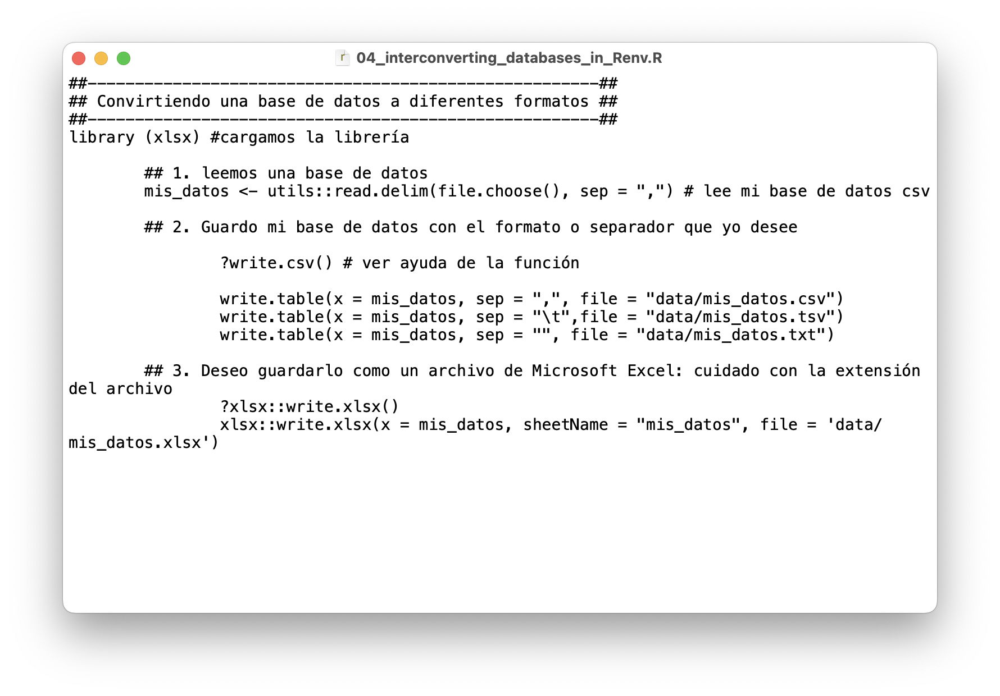 04_interconverting_databases_in_Renv.R
##------------------------------------------------------##
## Convirtiendo una base de datos a diferentes formatos ##
##------------------------------------------------------##
library (xlsx) #cargamos la librería
## 1. leemos una base de datos
mis_datos <- utils::read.delim(file.choose(), sep = ",") # lee mi base de datos csv
## 2. Guardo mi base de datos con el formato o separador que yo desee
?write.csv() # ver ayuda de la función
write.table(x = mis_datos, sep = ",", file = "data/mis_datos.csv")
write.table(x = mis_datos, sep = "\t",file = "data/mis_datos.tsv")
write.table(x = mis_datos, sep = "", file = "data/mis_datos.txt")
## 3. Deseo guardarlo como un archivo de Microsoft Excel: cuidado con la extensión
del archivo
?xlsx::write.xlsx()
xlsx::write.xlsx(x = mis_datos, sheetName = "mis_datos", file = 'data/
mis_datos.xlsx')